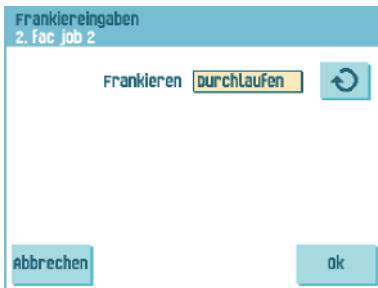 Frankiereingaben
2. Fac job 2
Frankieren Durchlaufen
Abbrechen
Ok